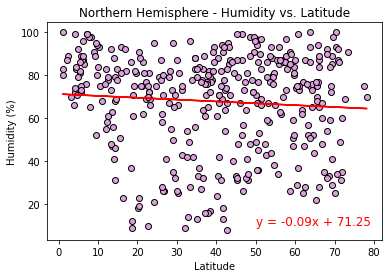 Northern Hemisphere - Humidity vs. Latitude
100
80
60
40
20
Humidity (%)
y = -0.09x + 71.25
0 10 20 30 40 50 60 70 80
Latitude